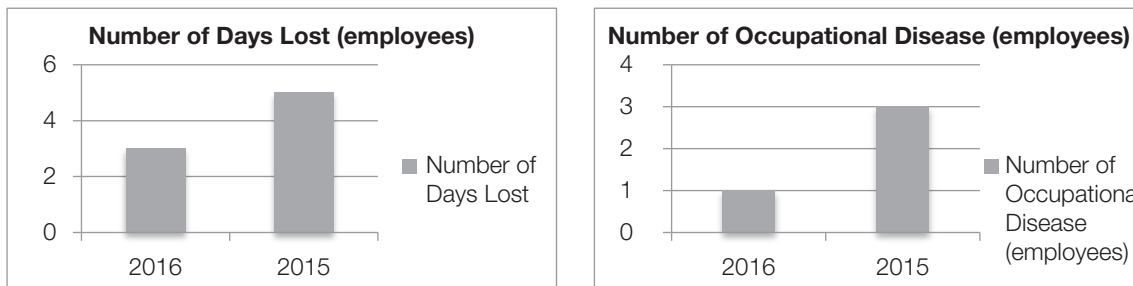 Number of Days Lost (employees)
6
4
2
0
2016
2015
Number of
Days Lost
Number of Occupational Disease (employees)
4
3
2
1
0
2016
2015
Number of
Occupationa
Disease
(employees)